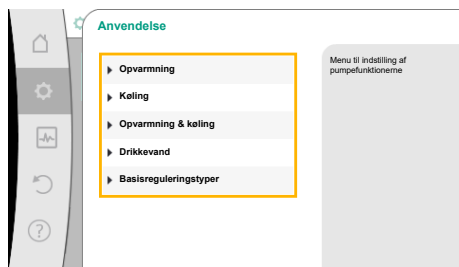 Anvendelse
Opvarmning
Køling
Opvarmning & køling
Drikkevand
Basisreguleringstyper
Menu til indstilling af
pumpefunktionerne
?